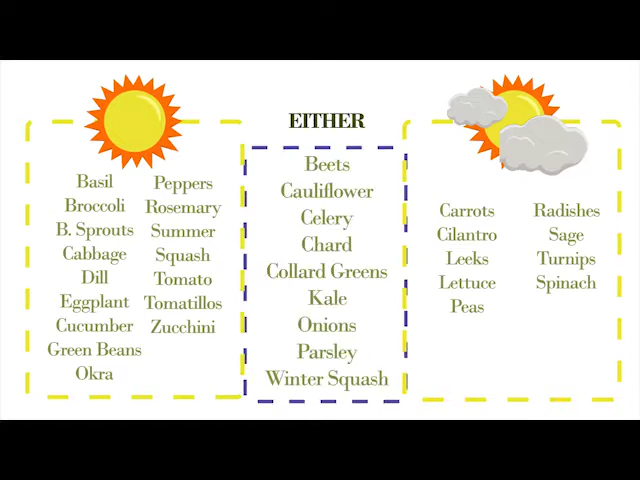 EITHER
Basil
Broccoli
B. Sprouts
Cabbage
Dill
Eggplant
Cucumber
Green Beans
Okra
Peppers
Rosemary
Summer
Squash
Tomato
Tomatillos
Zucchini
Beets
Cauliflower
Celery
Chard
Collard Greens
Kale
Onions
Parsley
Winter Squash
Carrots
Cilantro
Leeks
Lettuce
Peas
Radishes
Sage
Turnips
Spinach